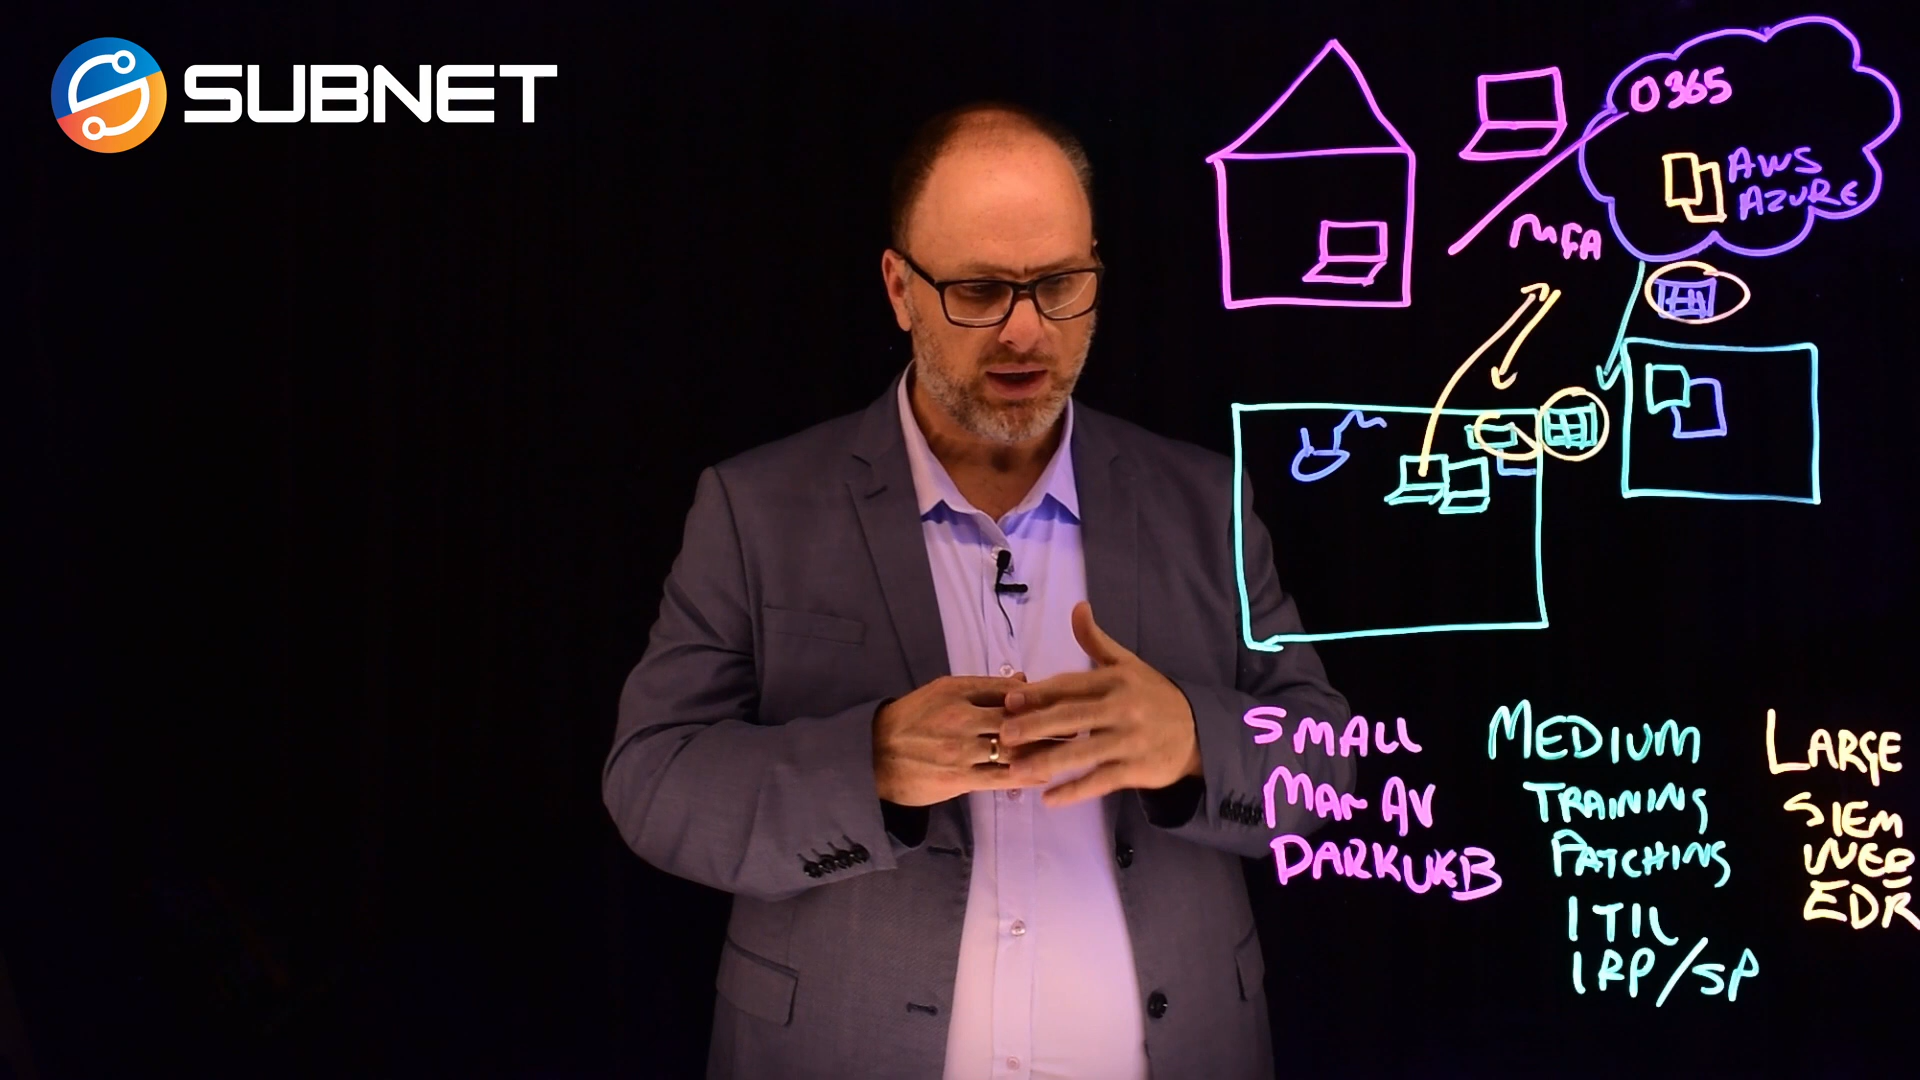 SUBNET
O365
AWS
AZURE
MFA
SMALL
MAN AV
DARKWEB
MEDIUM
TRAINING
PATCHING
ITIL
IRP/SP
LARGE
SIEM
WEB
EDR